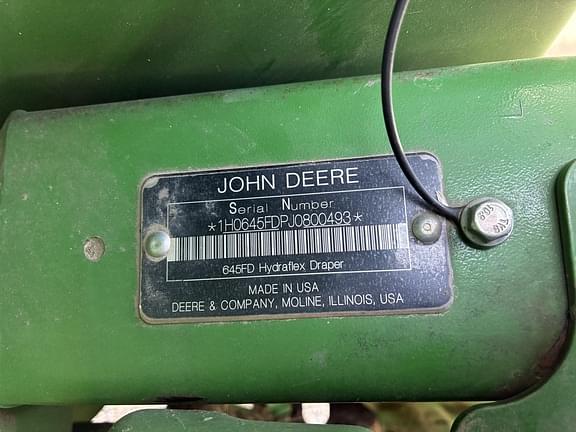 JOHN DEERE
Serial Number
*1H0645FDPJ0800493*
645FD Hydraflex Draper
MADE IN USA
DEERE & COMPANY, MOLINE, ILLINOIS, USA